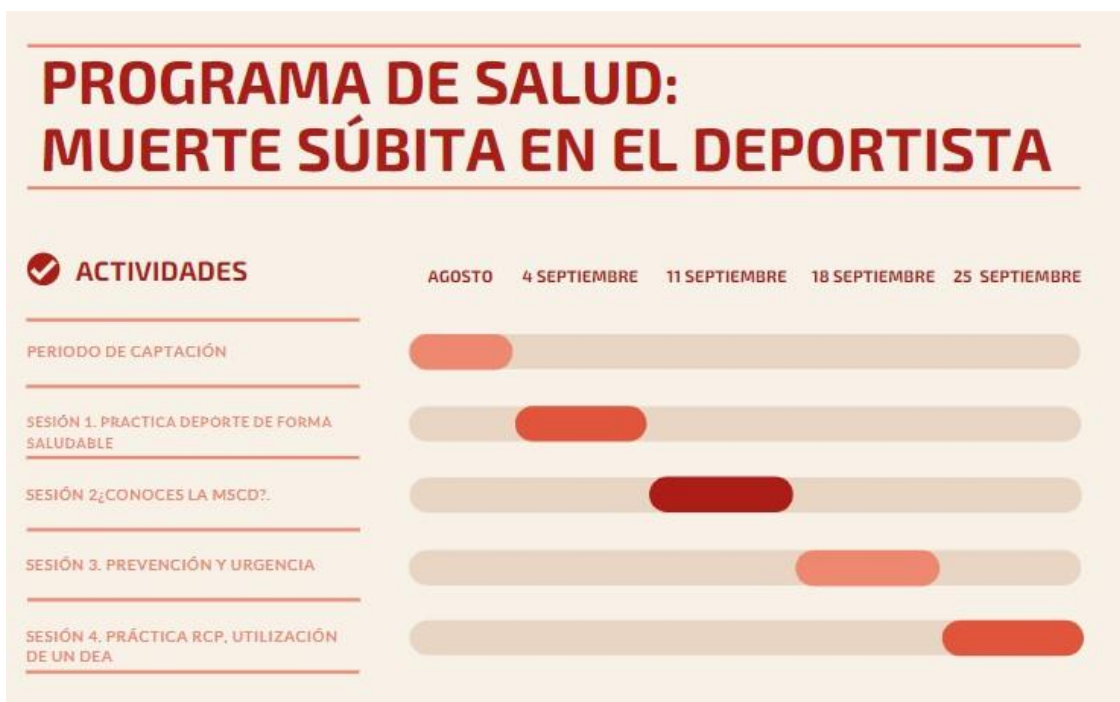 PROGRAMA DE SALUD:
MUERTE SÚBITA EN EL DEPORTISTA
ACTIVIDADES
AGOSTO 4 SEPTIEMBRE 11 SEPTIEMBRE 18 SEPTIEMBRE 25 SEPTIEMBRE
PERIODO DE CAPTACIÓN
SESIÓN 1. PRACTICA DEPORTE DE FORMA
SALUDABLE
SESIÓN 2¿CONOCES LA MSCD?.
SESIÓN 3. PREVENCIÓN Y URGENCIA
SESIÓN 4. PRÁCTICA RCP, UTILIZACIÓN
DE UN DEA